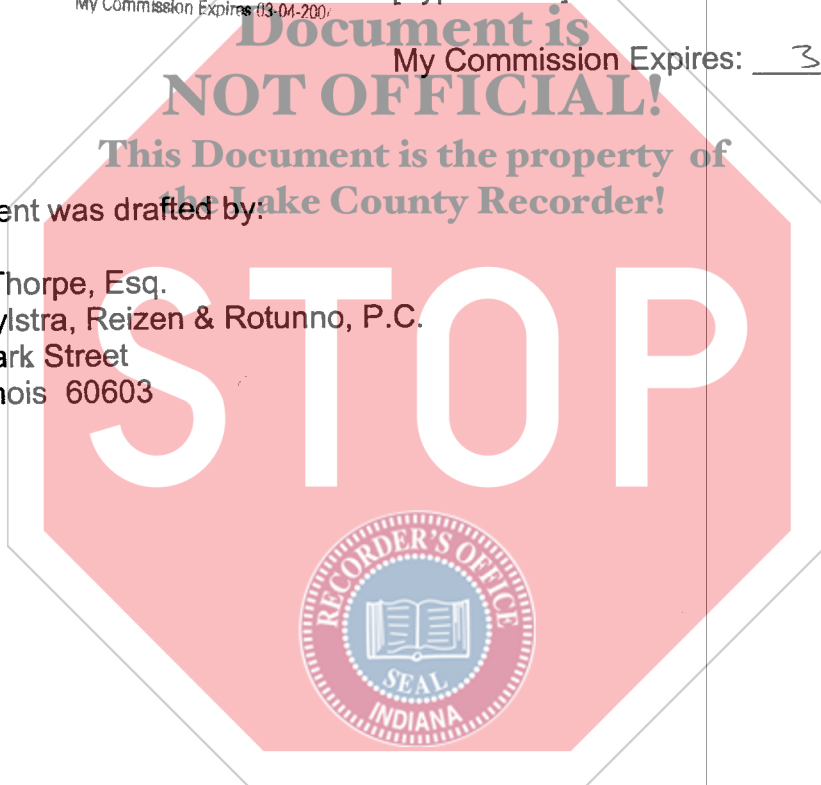 My Commission Expires 03-04-200
Document is
My Commission Expires: 3
NOT OFFICIAL!
This Document is the property of
the Lake County Recorder!
ent was drafted by:
Thorpe, Esq.
ylstra, Reizen & Rotunno, P.C.
ark Street
nois 60603
STOP
RECORDER'S OFFICE
SEAL
INDIANA